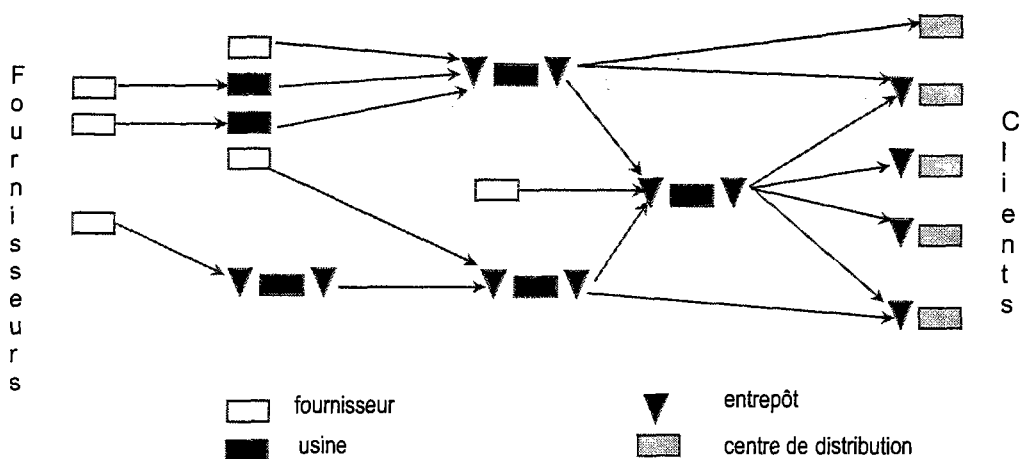 Fournisseurs
Clients
fournisseur
entrepôt
usine
centre de distribution